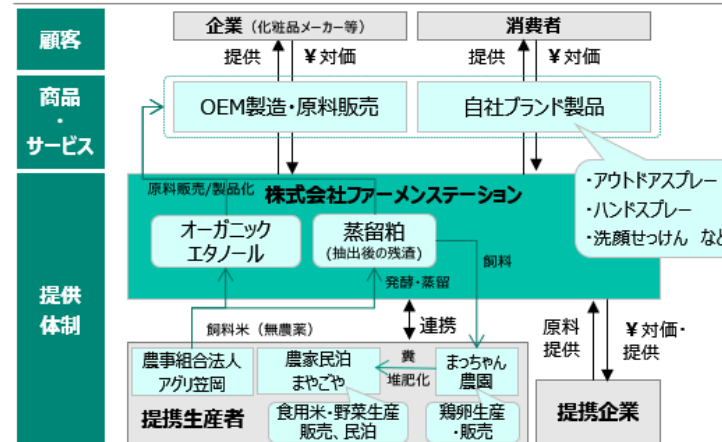 顧客
企業（化粧品メーカー等）
消費者
提供
￥対価
提供
￥対価
商品
・
サービス
OEM製造・原料販売
自社ブランド製品
・アウトドアスプレー
・ハンドスプレー
・洗顔せっけん など
提供
体制
原料販売/製品化
株式会社ファーメンステーション
オーガニック
エタノール
蒸留粕
(抽出後の残渣)
飼料
発酵・蒸留
飼料米（無農薬）
連携
原料
提供
￥対価・
提供
農事組合法人
アグリ笠岡
農家民泊
まやごや
糞
堆肥化
まっちゃん
農園
提携生産者
食用米・野菜生産
販売、民泊
鶏卵生産
・販売
提携企業